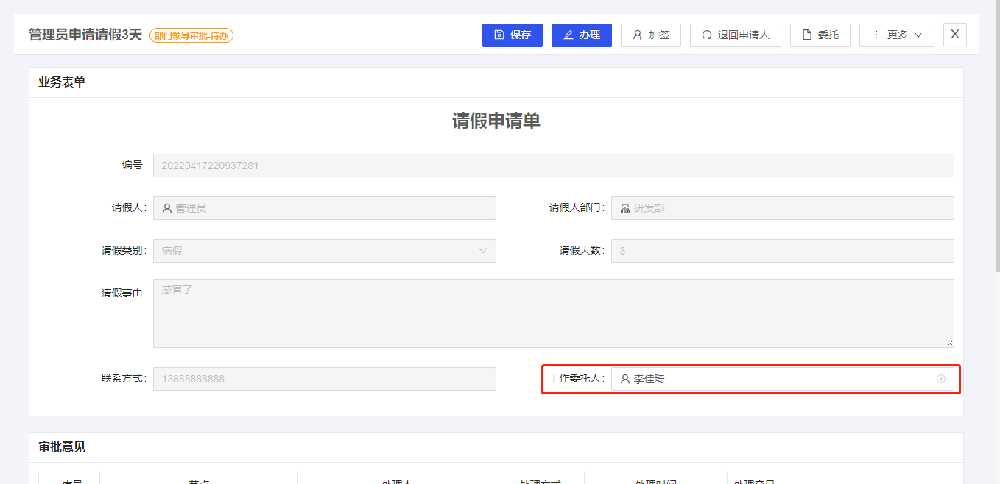 管理员申请请假3天 部门领导审批-待办 保存 办理 加签 退回申请人 委托 更多 X
业务表单
请假申请单
编号: 20220417220937281
请假人: 管理员 请假人部门: 研发部
请假类别: 病假 请假天数: 3
请假事由: 感冒了
联系方式: 13888888888 工作委托人: 李佳琦
审批意见
序号 节点 处理人 处理方式 处理时间 处理意见